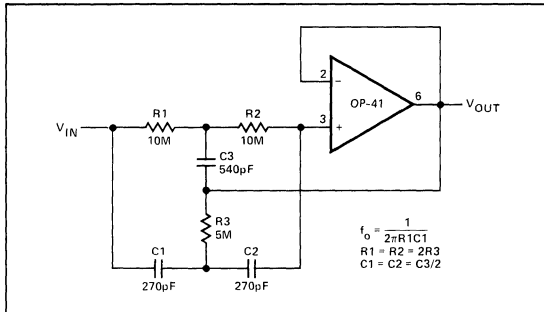 2
−
OP-41
6
V_OUT
3
+
R1
R2
V_IN
10M
10M
C3
540pF
R3
5M
C1
C2
270pF
270pF
f_o = 1 / 2πR1C1
R1 = R2 = 2R3
C1 = C2 = C3/2